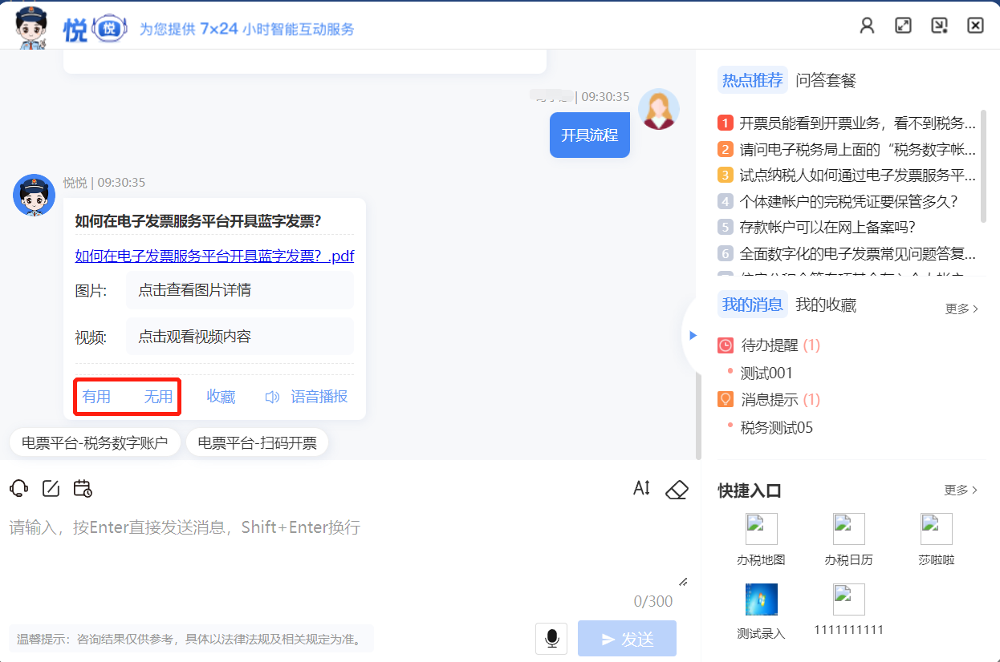 悦 悦 为您提供 7×24 小时智能互动服务
| 09:30:35
开具流程
悦悦 | 09:30:35
如何在电子发票服务平台开具蓝字发票？
如何在电子发票服务平台开具蓝字发票？.pdf
图片: 点击查看图片详情
视频: 点击观看视频内容
有用 无用 收藏 语音播报
电票平台-税务数字账户 电票平台-扫码开票
请输入，按Enter直接发送消息，Shift+Enter换行
0/300
温馨提示：咨询结果仅供参考，具体以法律法规及相关规定为准。
发送
热点推荐 问答套餐
1 开票员能看到开票业务，看不到税务...
2 请问电子税务局上面的“税务数字帐...
3 试点纳税人如何通过电子发票服务平...
4 个体建帐户的完税凭证要保管多久？
5 存款帐户可以在网上备案吗？
6 全面数字化的电子发票常见问题答复...
我的消息 我的收藏 更多 >
待办提醒 (1)
测试001
消息提示 (1)
税务测试05
快捷入口 更多 >
办税地图 办税日历 莎啦啦
测试录入 1111111111